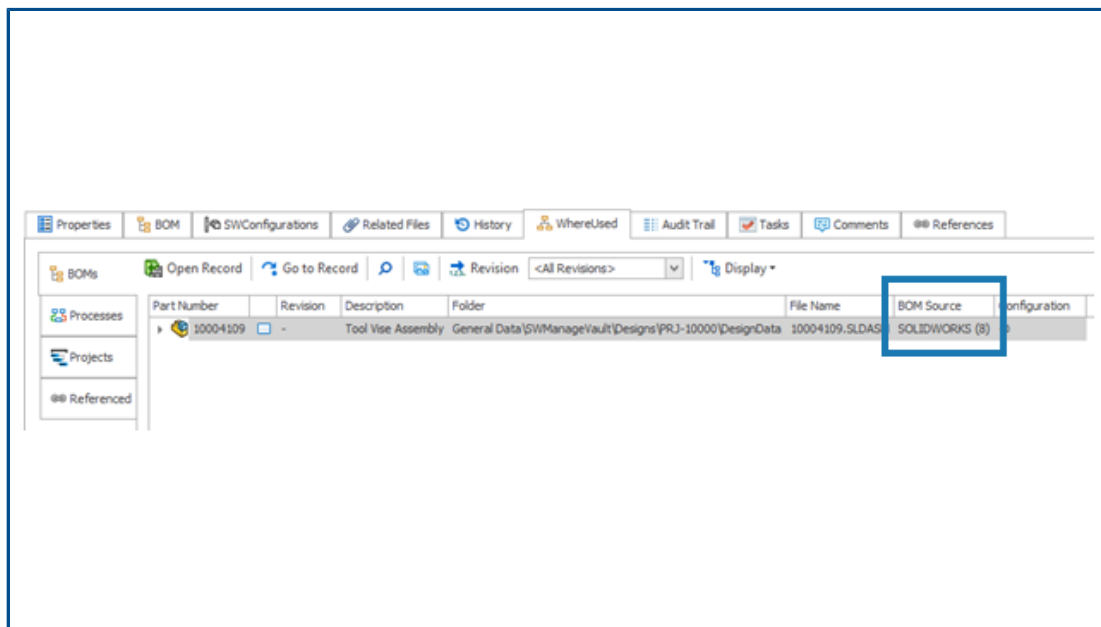 Properties BOM SWConfigurations Related Files History WhereUsed Audit Trail Tasks Comments References
BOMs Open Record Go to Record Revision <All Revisions> Display
Part Number Revision Description Folder File Name BOM Source onfiguration
Processes
10004109 - Tool Vise Assembly General Data\SWManageVault\Designs\PRJ-10000\DesignData 10004109.SLDAS SOLIDWORKS (8)
Projects
Referenced